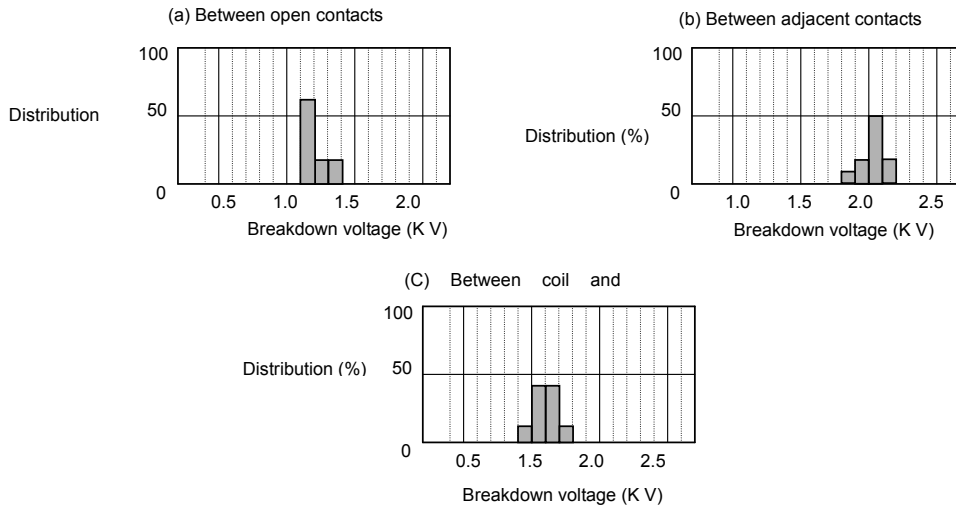 (a) Between open contacts
100
Distribution
50
0
0.5 1.0 1.5 2.0
Breakdown voltage (K V)
(b) Between adjacent contacts
100
50
Distribution (%)
0
1.0 1.5 2.0 2.5
Breakdown voltage (K V)
(C) Between coil and
100
50
Distribution (%)
0
0.5 1.5 2.0 2.5
Breakdown voltage (K V)